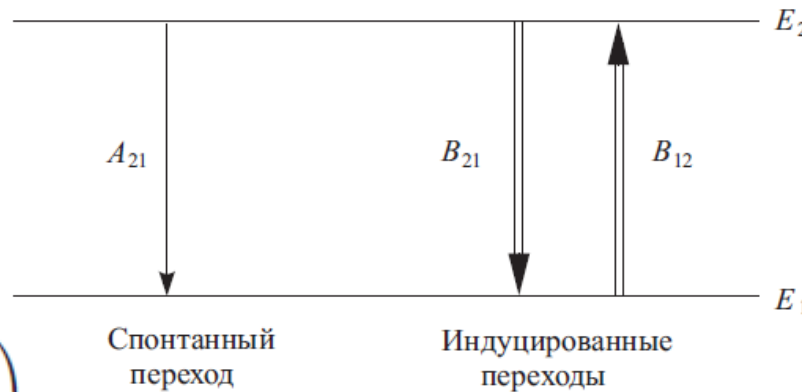 E₂
A₂₁ B₂₁ B₁₂
E₁
Спонтанный Индуцированные
переход переходы